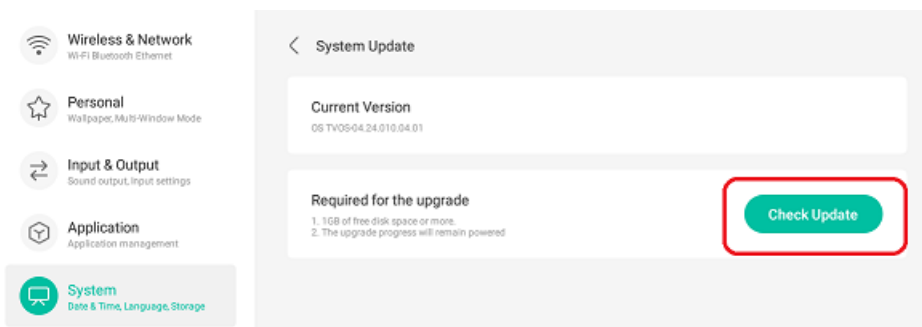 Wireless & Network
Wi-Fi Bluetooth Ethernet
Personal
Wallpaper, Multi-Window Mode
Input & Output
Sound output, Input settings
Application
Application management
System
Date & Time, Language, Storage
System Update
Current Version
OS TVOS-04.24.010.04.01
Required for the upgrade
1. 1GB of free disk space or more.
2. The upgrade progress will remain powered
Check Update